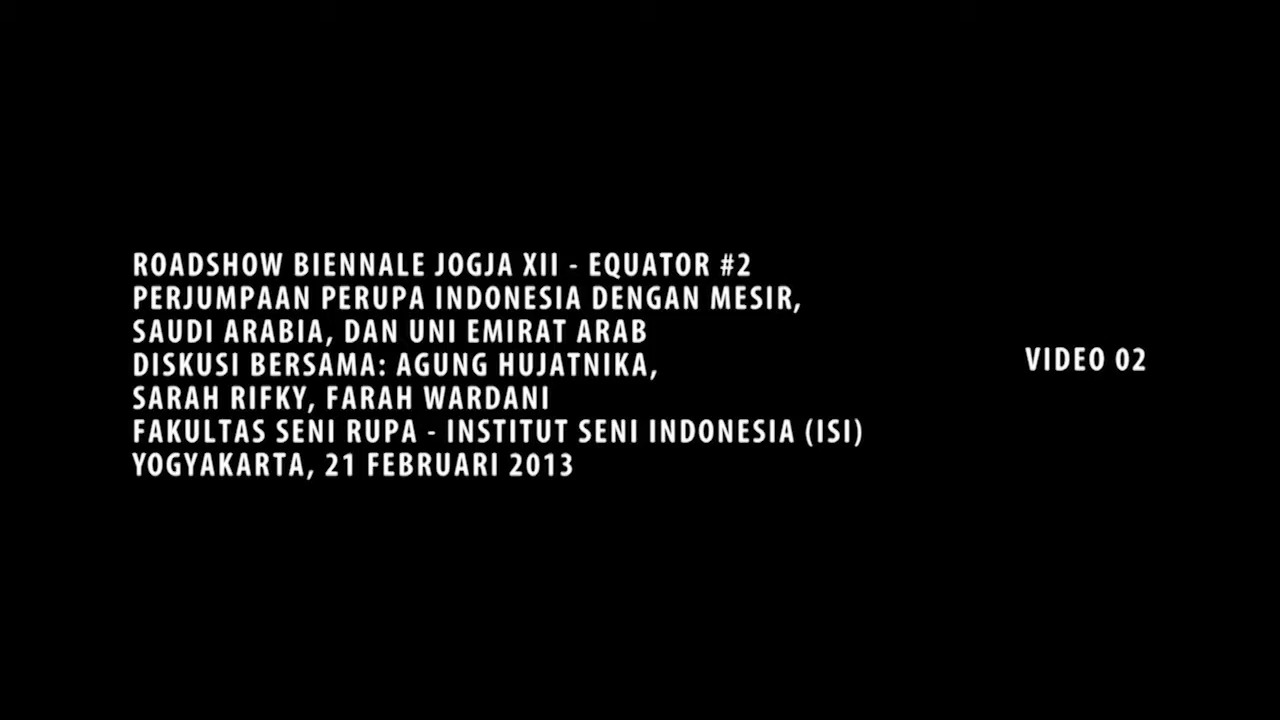 ROADSHOW BIENNALE JOGJA XII - EQUATOR #2
PERJUMPAAN PERUPA INDONESIA DENGAN MESIR,
SAUDI ARABIA, DAN UNI EMIRAT ARAB
DISKUSI BERSAMA: AGUNG HUJATNIKA,
SARAH RIFKY, FARAH WARDANI
FAKULTAS SENI RUPA - INSTITUT SENI INDONESIA (ISI)
YOGYAKARTA, 21 FEBRUARI 2013
VIDEO 02